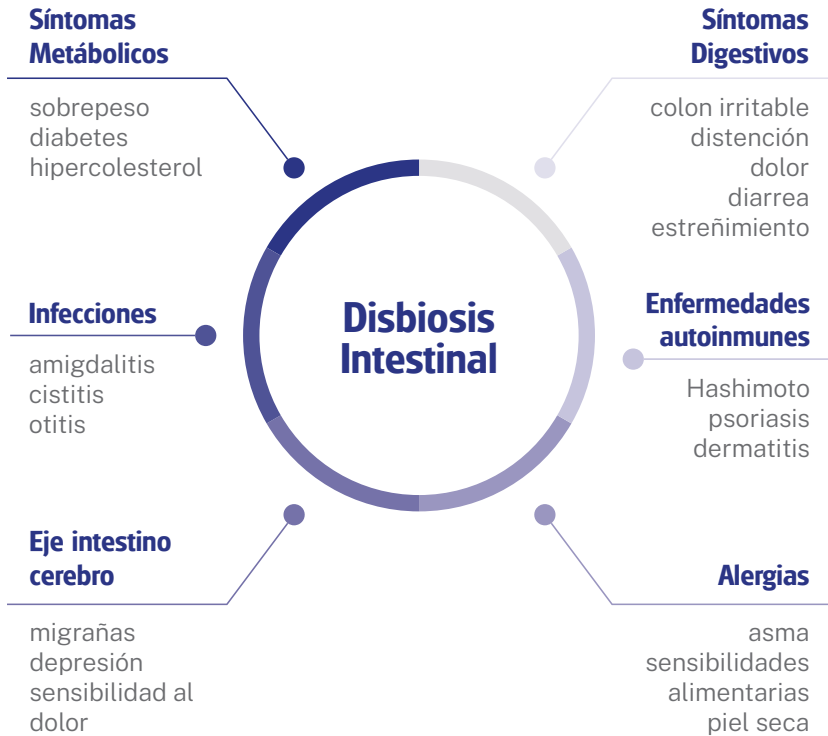 Síntomas
Metábolicos
sobrepeso
diabetes
hipercolesterol
Síntomas
Digestivos
colon irritable
distención
dolor
diarrea
estreñimiento
Disbiosis
Intestinal
Infecciones
amigdalitis
cistitis
otitis
Enfermedades
autoinmunes
Hashimoto
psoriasis
dermatitis
Eje intestino
cerebro
migrañas
depresión
sensibilidad al
dolor
Alergias
asma
sensibilidades
alimentarias
piel seca